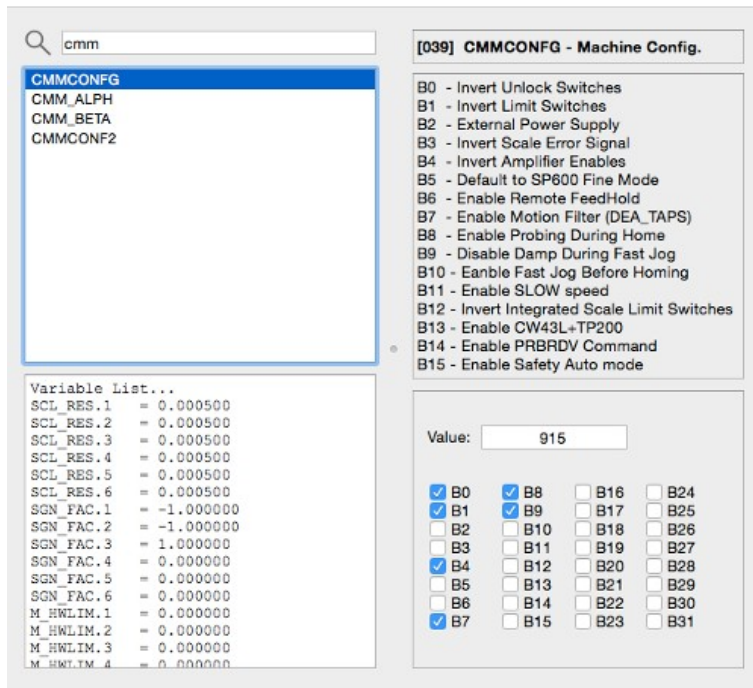 cmm
CMMCONFG
CMM_ALPH
CMM_BETA
CMMCONF2
Variable List...
SCL_RES.1 = 0.000500
SCL_RES.2 = 0.000500
SCL_RES.3 = 0.000500
SCL_RES.4 = 0.000500
SCL_RES.5 = 0.000500
SCL_RES.6 = 0.000500
SGN_FAC.1 = -1.000000
SGN_FAC.2 = -1.000000
SGN_FAC.3 = 1.000000
SGN_FAC.4 = 0.000000
SGN_FAC.5 = 0.000000
SGN_FAC.6 = 0.000000
M_HWLIM.1 = 0.000000
M_HWLIM.2 = 0.000000
M_HWLIM.3 = 0.000000
M_HWLIM.4 = 0.000000
[039] CMMCONFG - Machine Config.
B0 - Invert Unlock Switches
B1 - Invert Limit Switches
B2 - External Power Supply
B3 - Invert Scale Error Signal
B4 - Invert Amplifier Enables
B5 - Default to SP600 Fine Mode
B6 - Enable Remote FeedHold
B7 - Enable Motion Filter (DEA_TAPS)
B8 - Enable Probing During Home
B9 - Disable Damp During Fast Jog
B10 - Eanble Fast Jog Before Homing
B11 - Enable SLOW speed
B12 - Invert Integrated Scale Limit Switches
B13 - Enable CW43L+TP200
B14 - Enable PRBRDV Command
B15 - Enable Safety Auto mode
Value: 915
B0 B8 B16 B24
B1 B9 B17 B25
B2 B10 B18 B26
B3 B11 B19 B27
B4 B12 B20 B28
B5 B13 B21 B29
B6 B14 B22 B30
B7 B15 B23 B31